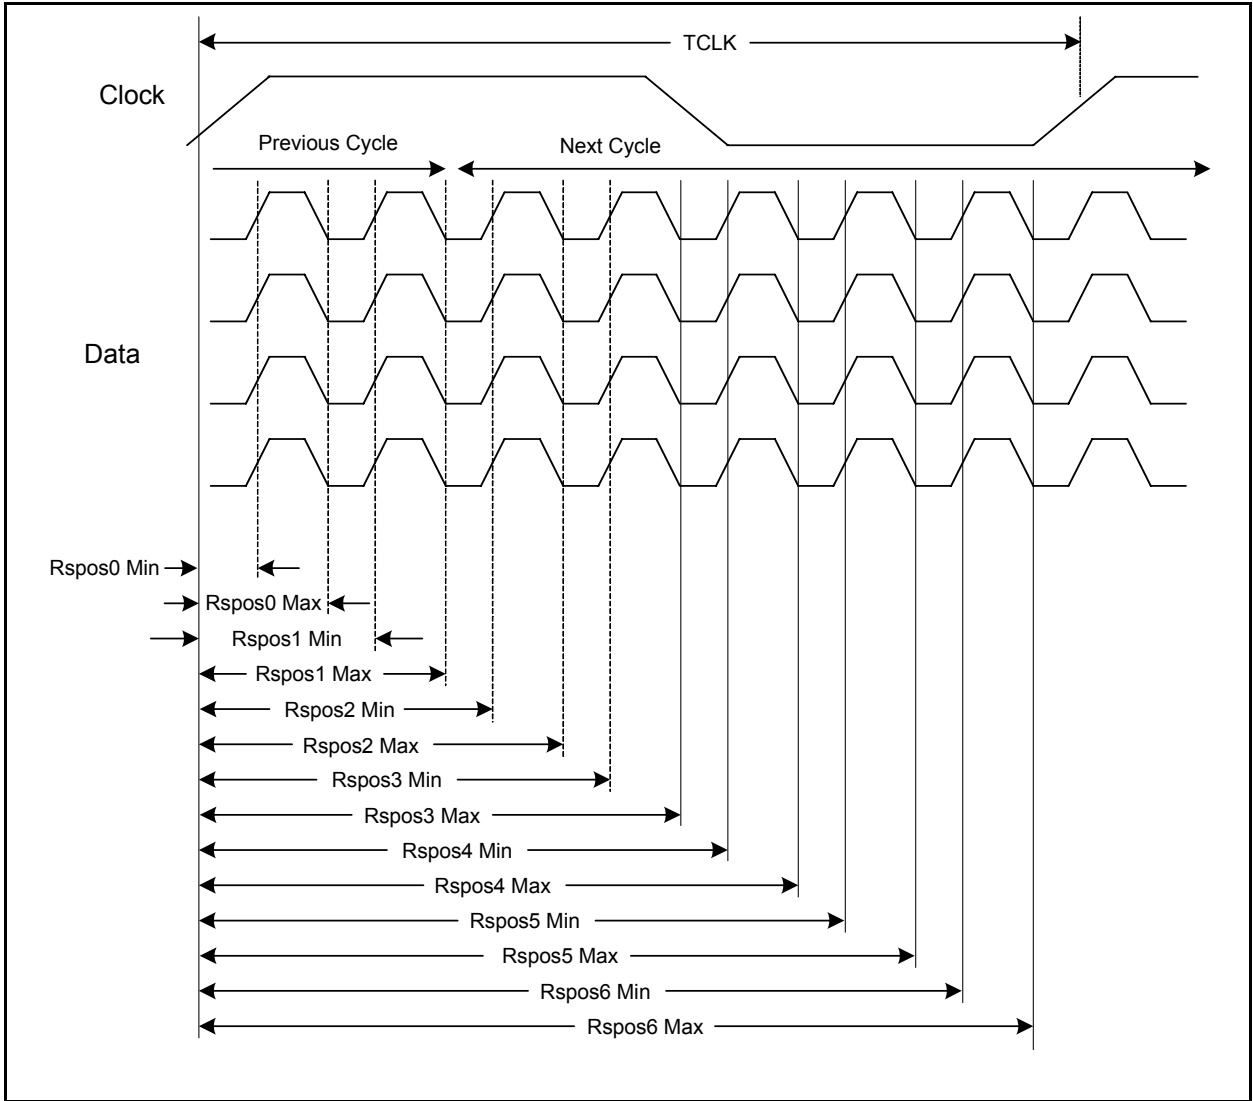 TCLK
Clock
Previous Cycle
Next Cycle
Data
Rspos0 Min
Rspos0 Max
Rspos1 Min
Rspos1 Max
Rspos2 Min
Rspos2 Max
Rspos3 Min
Rspos3 Max
Rspos4 Min
Rspos4 Max
Rspos5 Min
Rspos5 Max
Rspos6 Min
Rspos6 Max